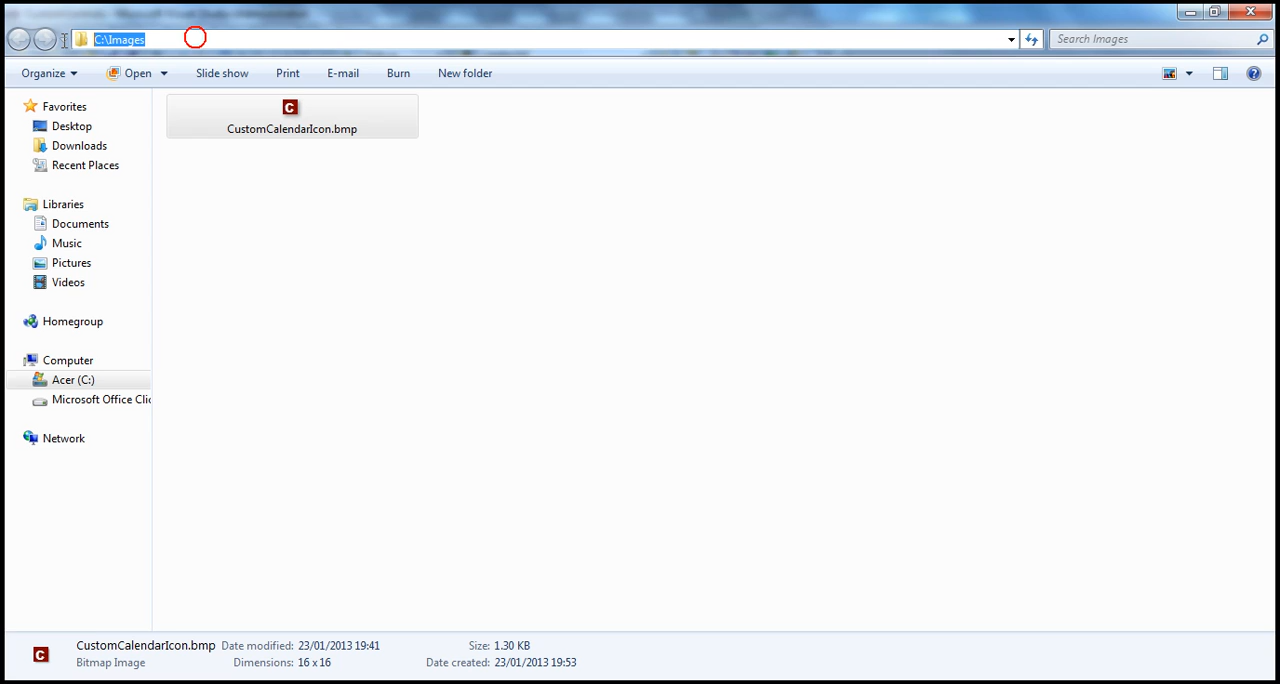 C:\Images
Search Images
Organize
Open
Slide show
Print
E-mail
Burn
New folder
Favorites
Desktop
Downloads
Recent Places
Libraries
Documents
Music
Pictures
Videos
Homegroup
Computer
Acer (C:)
Microsoft Office Clic
Network
C
CustomCalendarIcon.bmp
C
CustomCalendarIcon.bmp Date modified: 23/01/2013 19:41 Size: 1.30 KB
Bitmap Image Dimensions: 16 x 16 Date created: 23/01/2013 19:53